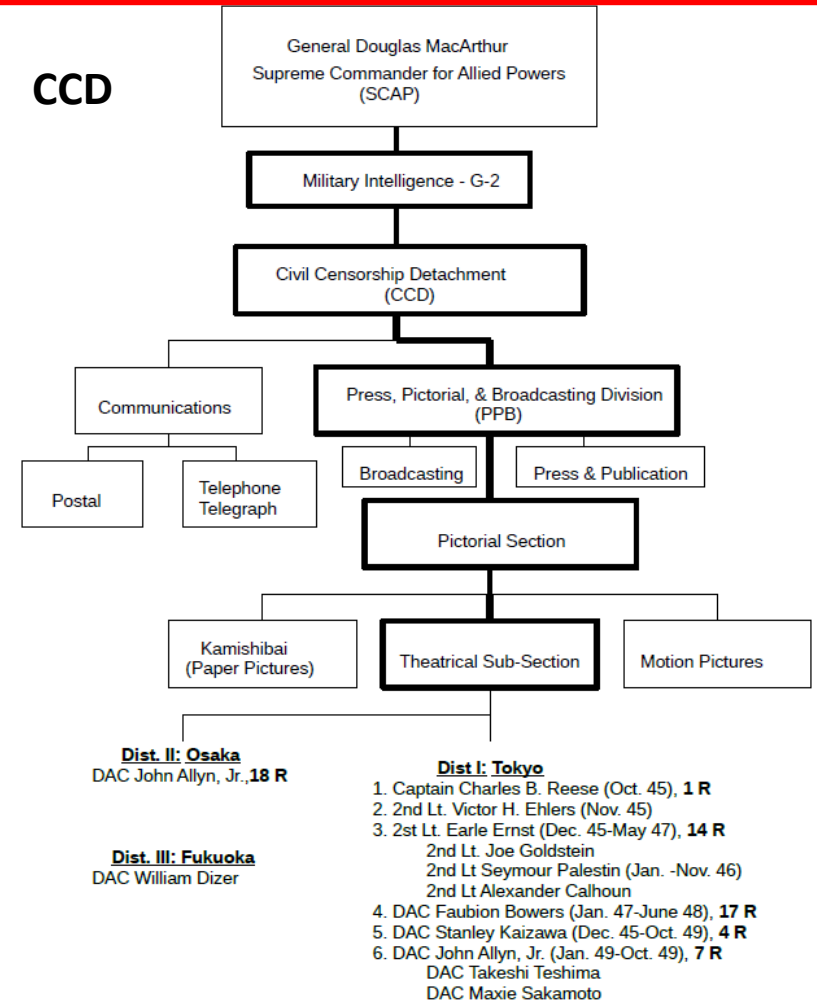 CCD
General Douglas MacArthur
Supreme Commander for Allied Powers
(SCAP)
Military Intelligence - G-2
Civil Censorship Detachment
(CCD)
Communications
Press, Pictorial, & Broadcasting Division
(PPB)
Postal
Telephone
Telegraph
Broadcasting
Press & Publication
Pictorial Section
Kamishibai
(Paper Pictures)
Theatrical Sub-Section
Motion Pictures
Dist. II: Osaka
DAC John Allyn, Jr.,18 R
Dist. III: Fukuoka
DAC William Dizer
Dist I: Tokyo
1. Captain Charles B. Reese (Oct. 45), 1 R
2. 2nd Lt. Victor H. Ehlers (Nov. 45)
3. 2st Lt. Earle Ernst (Dec. 45-May 47), 14 R
2nd Lt. Joe Goldstein
2nd Lt Seymour Palestin (Jan. -Nov. 46)
2nd Lt Alexander Calhoun
4. DAC Faubion Bowers (Jan. 47-June 48), 17 R
5. DAC Stanley Kaizawa (Dec. 45-Oct. 49), 4 R
6. DAC John Allyn, Jr. (Jan. 49-Oct. 49), 7 R
DAC Takeshi Teshima
DAC Maxie Sakamoto